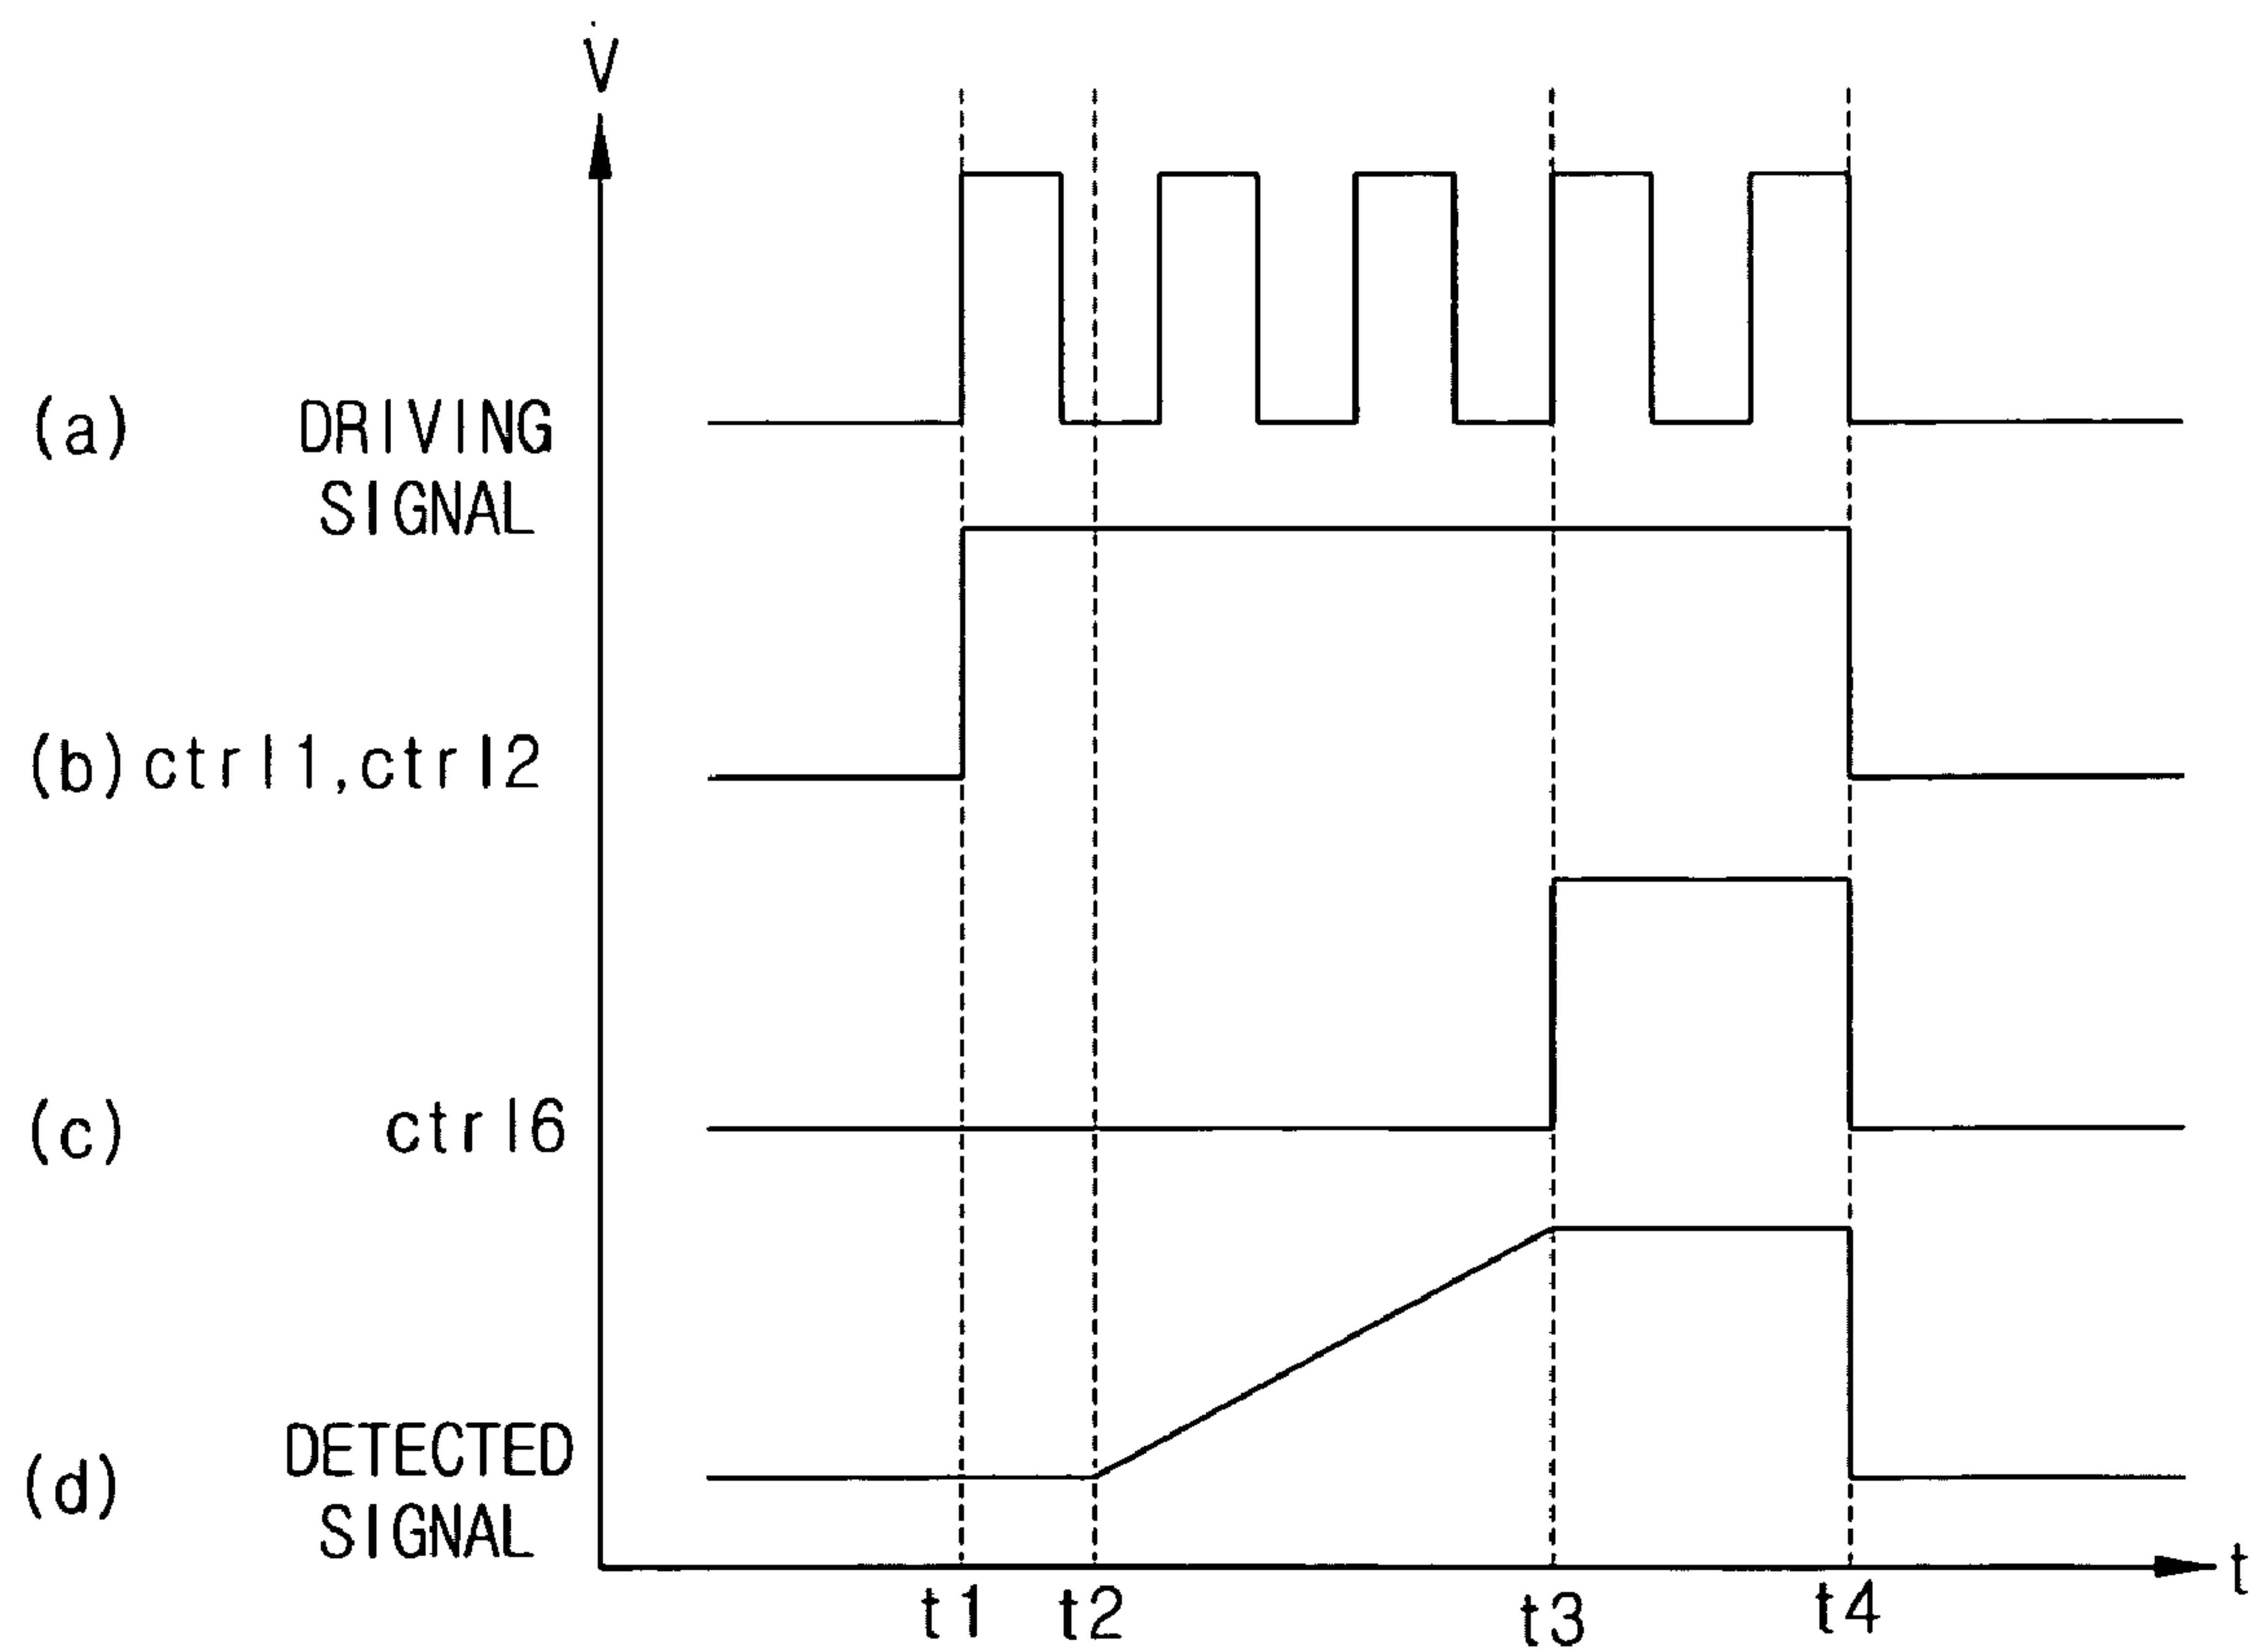 V
(a) DRIVING
SIGNAL
(b) ctrl1,ctrl2
(c) ctrl6
(d) DETECTED
SIGNAL
t
t1 t2 t3 t4